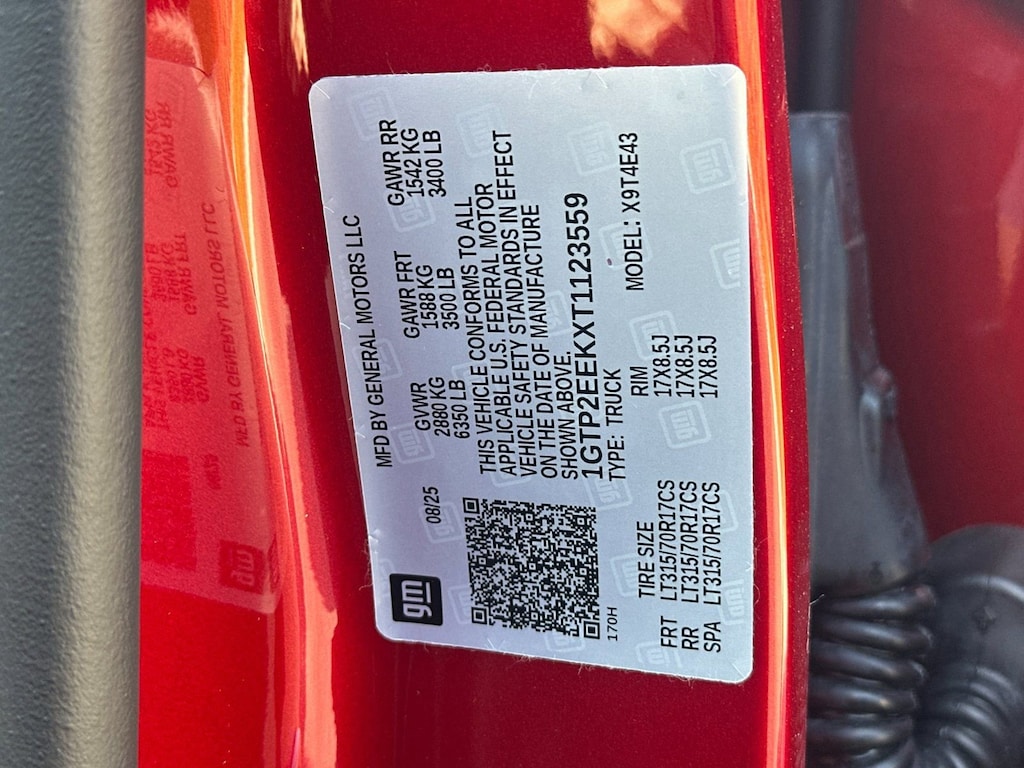 gm
08/25
MFD BY GENERAL MOTORS LLC
GVWR GAWR FRT GAWR RR
2880 KG 1588 KG 1542 KG
6350 LB 3500 LB 3400 LB
THIS VEHICLE CONFORMS TO ALL
APPLICABLE U.S. FEDERAL MOTOR
VEHICLE SAFETY STANDARDS IN EFFECT
ON THE DATE OF MANUFACTURE
SHOWN ABOVE.
1GTP2EEKXT1123559
170H
TYPE: TRUCK MODEL: X9T4E43
TIRE SIZE RIM
FRT LT315/70R17CS 17X8.5J
RR LT315/70R17CS 17X8.5J
SPA LT315/70R17CS 17X8.5J